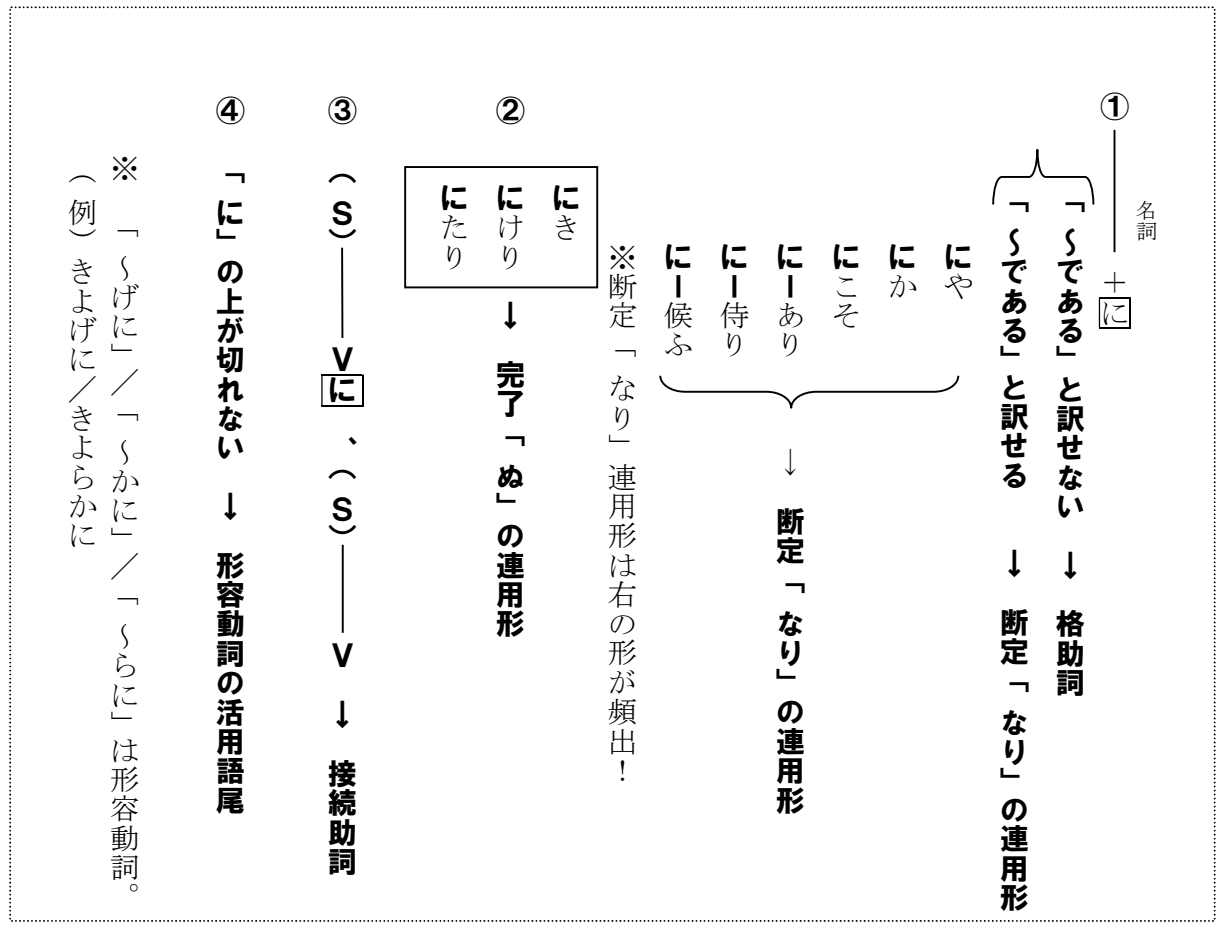 ① 名詞 ＋に
「～である」と訳せない → 格助詞
「～である」と訳せる → 断定「なり」の連用形
にや
にか
にこそ
にーあり
にー侍り
にー候ふ
→ 断定「なり」の連用形
※断定「なり」連用形は右の形が頻出！
② にき
にけり
にたり
→ 完了「ぬ」の連用形
③ （S）――Vに、（S）――V → 接続助詞
④ 「に」の上が切れない → 形容動詞の活用語尾
※ 「～げに」／「～かに」／「～らに」は形容動詞。
（例）きよげに／きよらかに